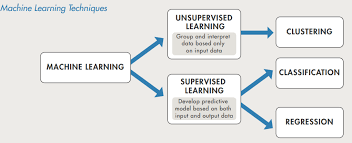 Machine Learning Techniques
UNSUPERVISED
LEARNING
Group and interpret
data based only
on input data
CLUSTERING
MACHINE LEARNING
SUPERVISED
LEARNING
Develop predictive
model based on both
input and output data
CLASSIFICATION
REGRESSION